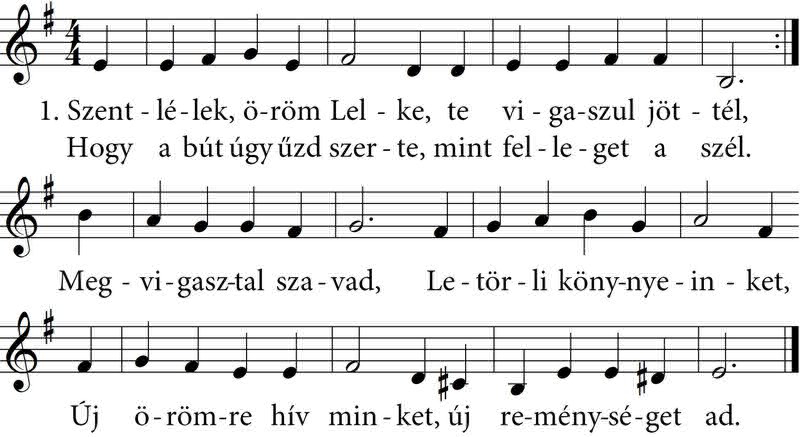 4
4
1. Szent - lé - lek, ö - röm Lel - ke, te vi - ga - szul jöt - tél,
Hogy a bút úgy űzd szer - te, mint fel - le - get a szél.
Meg - vi - gasz - tal sza - vad, Le - tör - li köny - nye - in - ket,
Új ö - röm - re hív min - ket, új re - mény - sé - get ad.